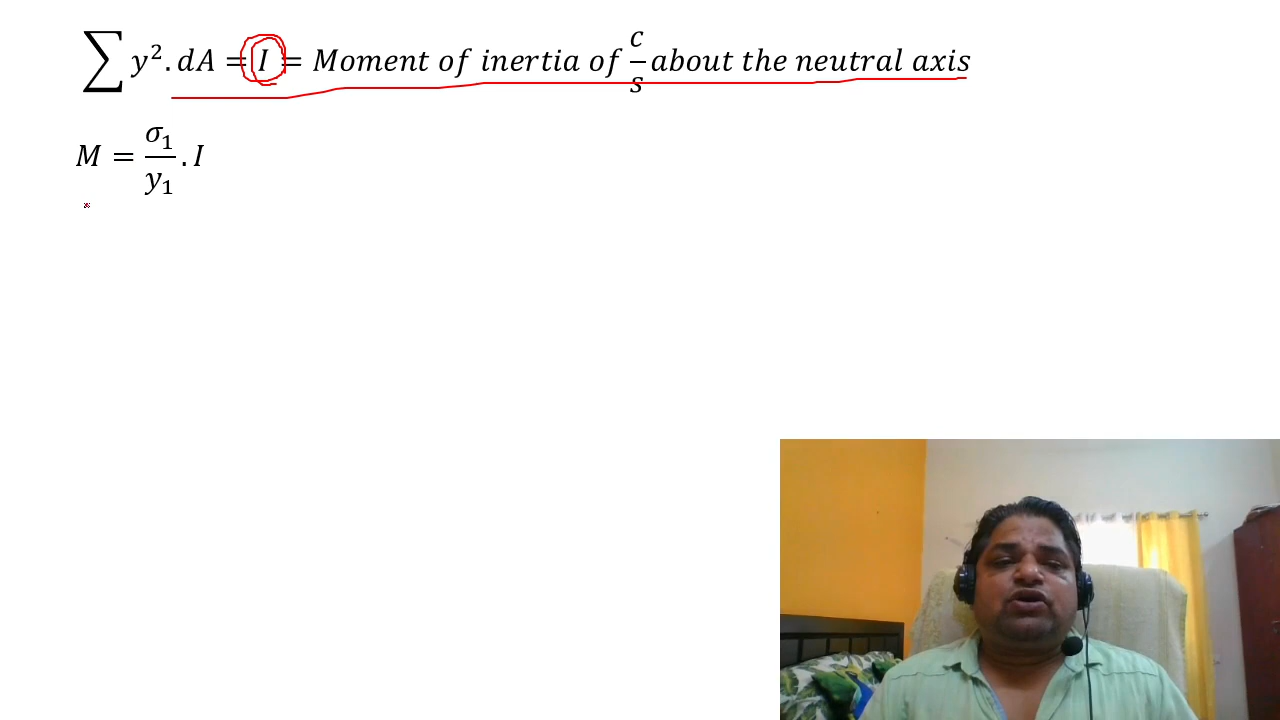 ∑ y². dA = I = Moment of inertia of c/s about the neutral axis
M = σ₁/y₁ . I